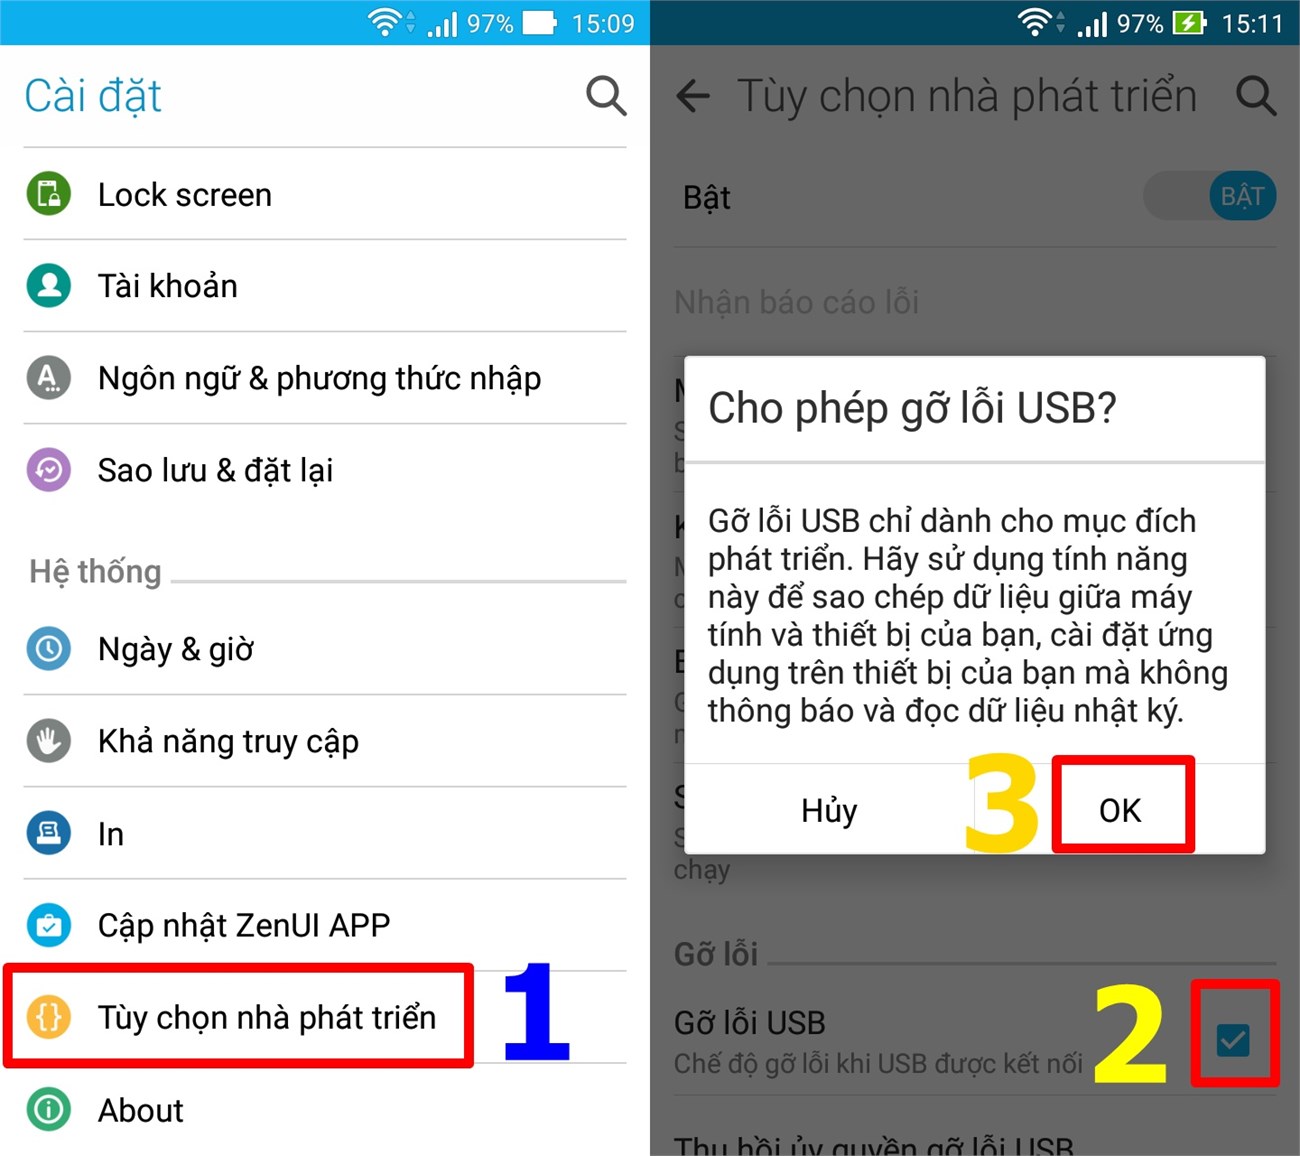 97% 15:09
Cài đặt
Lock screen
Tài khoản
Ngôn ngữ & phương thức nhập
Sao lưu & đặt lại
Hệ thống
Ngày & giờ
Khả năng truy cập
In
Cập nhật ZenUI APP
Tùy chọn nhà phát triển
1
About
97% 15:11
Tùy chọn nhà phát triển
Bật
BẬT
Nhận báo cáo lỗi
Cho phép gỡ lỗi USB?
Gỡ lỗi USB chỉ dành cho mục đích
phát triển. Hãy sử dụng tính năng
này để sao chép dữ liệu giữa máy
tính và thiết bị của bạn, cài đặt ứng
dụng trên thiết bị của bạn mà không
thông báo và đọc dữ liệu nhật ký.
Hủy
3
OK
chạy
Gỡ lỗi
Gỡ lỗi USB
Chế độ gỡ lỗi khi USB được kết nối
2
Thu hồi ủy quyền gỡ lỗi USB